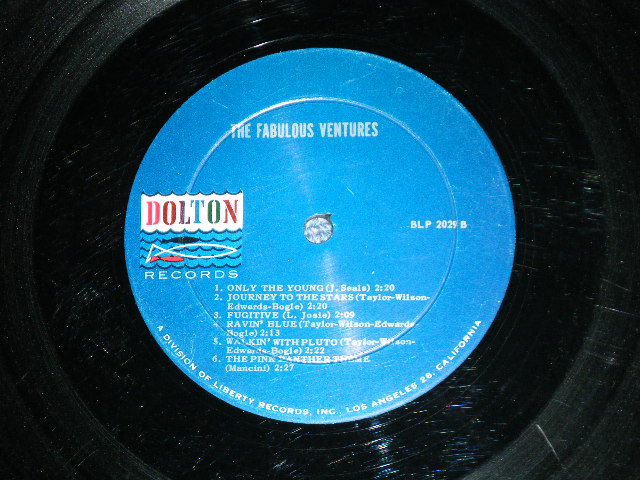 THE FABULOUS VENTURES
DOLTON
RECORDS
BLP 2029 B
1. ONLY THE YOUNG (J. Seals) 2:20
2. JOURNEY TO THE STARS (Taylor-Wilson-
Edwards-Bogle) 2:20
3. FUGITIVE (L. Josie) 2:09
4. RAVIN' BLUE (Taylor-Wilson-Edwards
Bogle) 2:13
5. WALKIN' WITH PLUTO (Taylor-Wilson-
Edwards-Bogle) 2:22
6. THE PINK PANTHER THEME
(Mancini) 2:27
A DIVISION OF LIBERTY RECORDS, INC., LOS ANGELES 28, CALIFORNIA